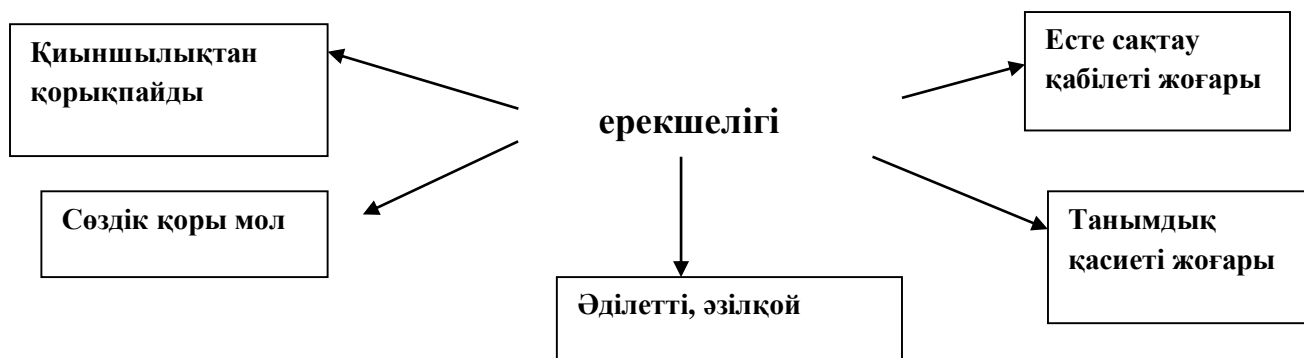 Қиыншылықтан
қорықпайды
Есте сақтау
қабілеті жоғары
ерекшелігі
Сөздік қоры мол
Танымдық
қасиеті жоғары
Әділетті, әзілқой